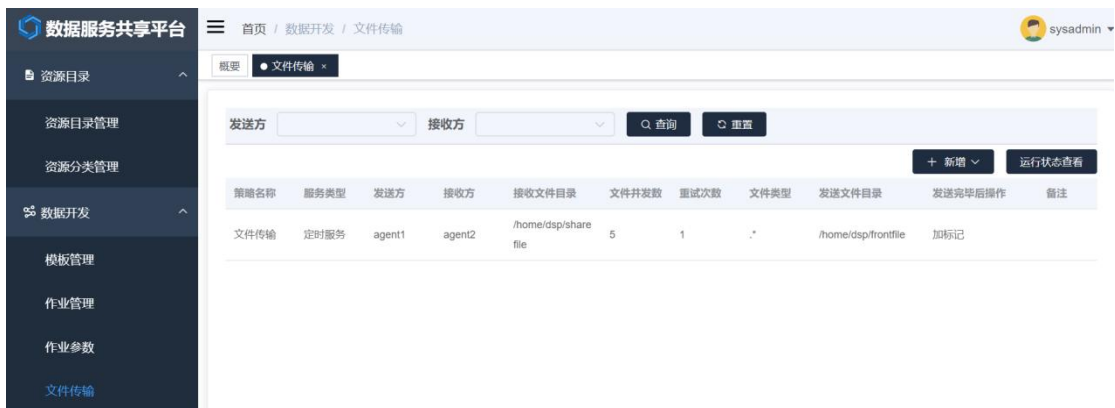 数据服务共享平台
首页 / 数据开发 / 文件传输
sysadmin
概要 文件传输 ×
资源目录
资源目录管理
资源分类管理
数据开发
模板管理
作业管理
作业参数
文件传输
发送方 接收方 查询 重置
+ 新增 运行状态查看
策略名称 服务类型 发送方 接收方 接收文件目录 文件并发数 重试次数 文件类型 发送文件目录 发送完毕后操作 备注
文件传输 定时服务 agent1 agent2 /home/dsp/share
file 5 1 .* /home/dsp/frontfile 加标记